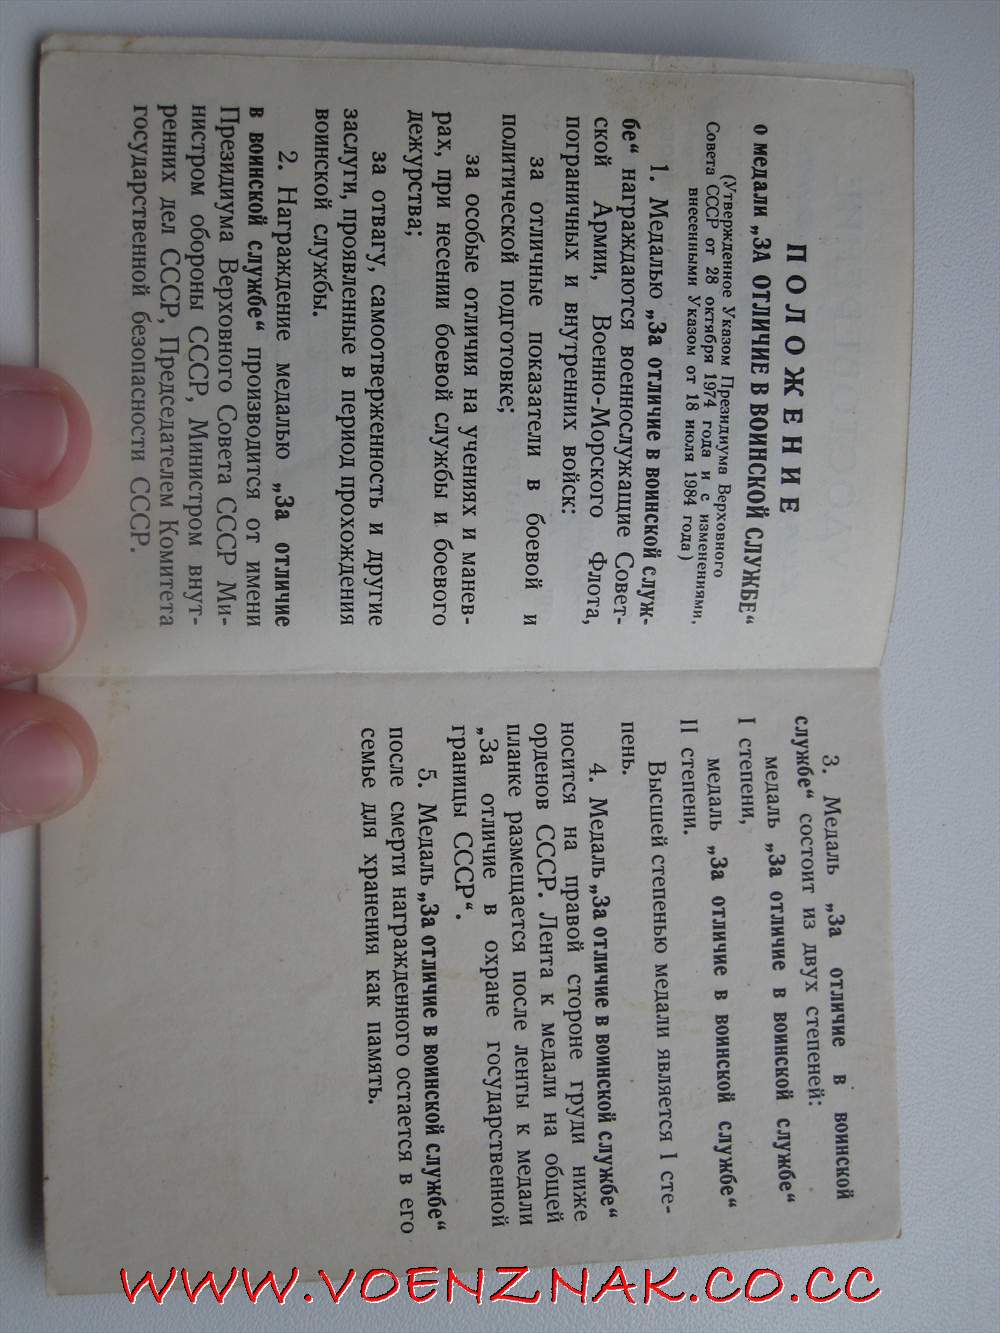 ПОЛОЖЕНИЕ
о медали „ЗА ОТЛИЧИЕ В ВОИНСКОЙ СЛУЖБЕ“
(Утвержденное Указом Президиума Верховного
Совета СССР от 28 октября 1974 года и с изменениями,
внесенными Указом от 18 июля 1984 года)
1. Медалью „За отличие в воинской служ-
бе“ награждаются военнослужащие Совет-
ской Армии, Военно-Морского Флота,
пограничных и внутренних войск:
за отличные показатели в боевой и
политической подготовке;
за особые отличия на учениях и манев-
рах, при несении боевой службы и боевого
дежурства;
за отвагу, самоотверженность и другие
заслуги, проявленные в период прохождения
воинской службы.
2. Награждение медалью „За отличие
в воинской службе“ производится от имени
Президиума Верховного Совета СССР Ми-
нистром обороны СССР, Министром внут-
ренних дел СССР, Председателем Комитета
государственной безопасности СССР.
3. Медаль „За отличие в воинской
службе“ состоит из двух степеней:
медаль „За отличие в воинской службе“
I степени,
медаль „За отличие в воинской службе“
II степени.
Высшей степенью медали является I сте-
пень.
4. Медаль „За отличие в воинской службе“
носится на правой стороне груди ниже
орденов СССР. Лента к медали на общей
планке размещается после ленты к медали
„За отличие в охране государственной
границы СССР“.
5. Медаль „За отличие в воинской службе“
после смерти награжденного остается в его
семье для хранения как память.
WWW.VOENZNAK.CO.CC